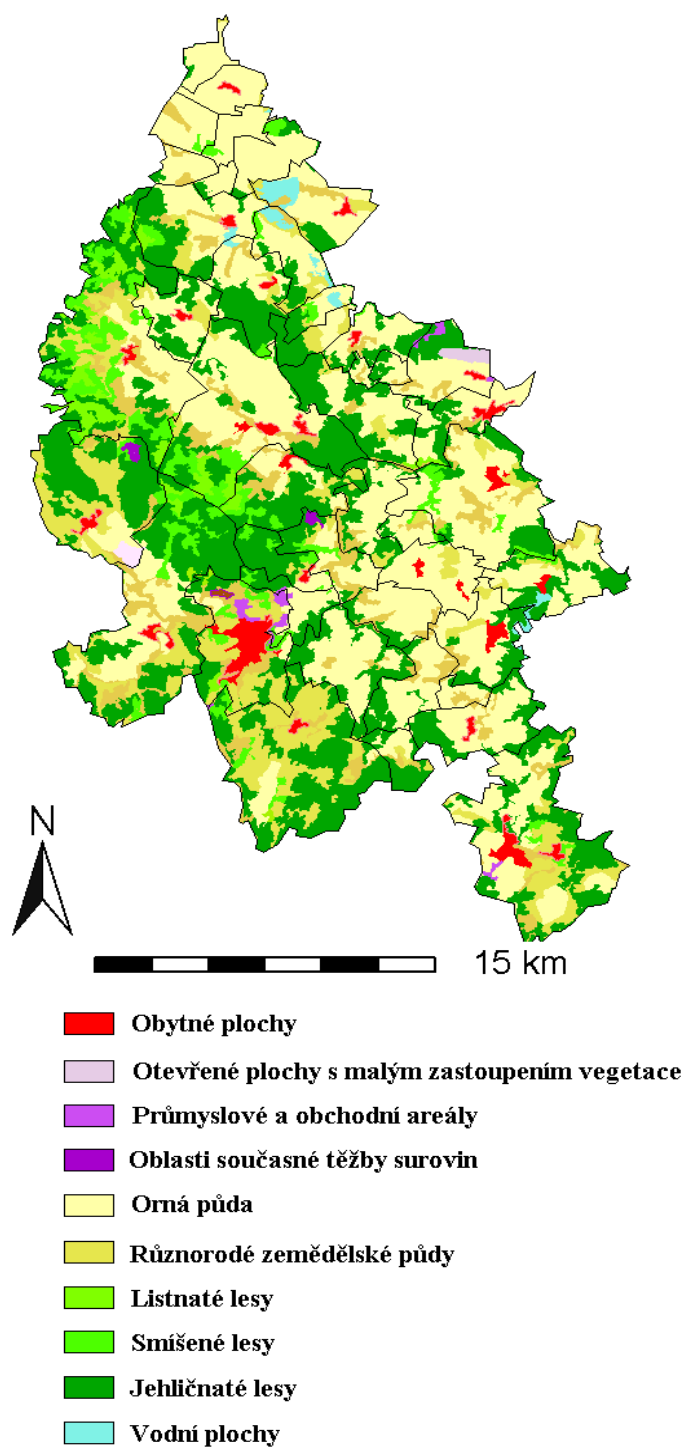 N
15 km
Obytné plochy
Otevřené plochy s malým zastoupením vegetace
Průmyslové a obchodní areály
Oblasti současné těžby surovin
Orná půda
Různorodé zemědělské půdy
Listnaté lesy
Smíšené lesy
Jehličnaté lesy
Vodní plochy